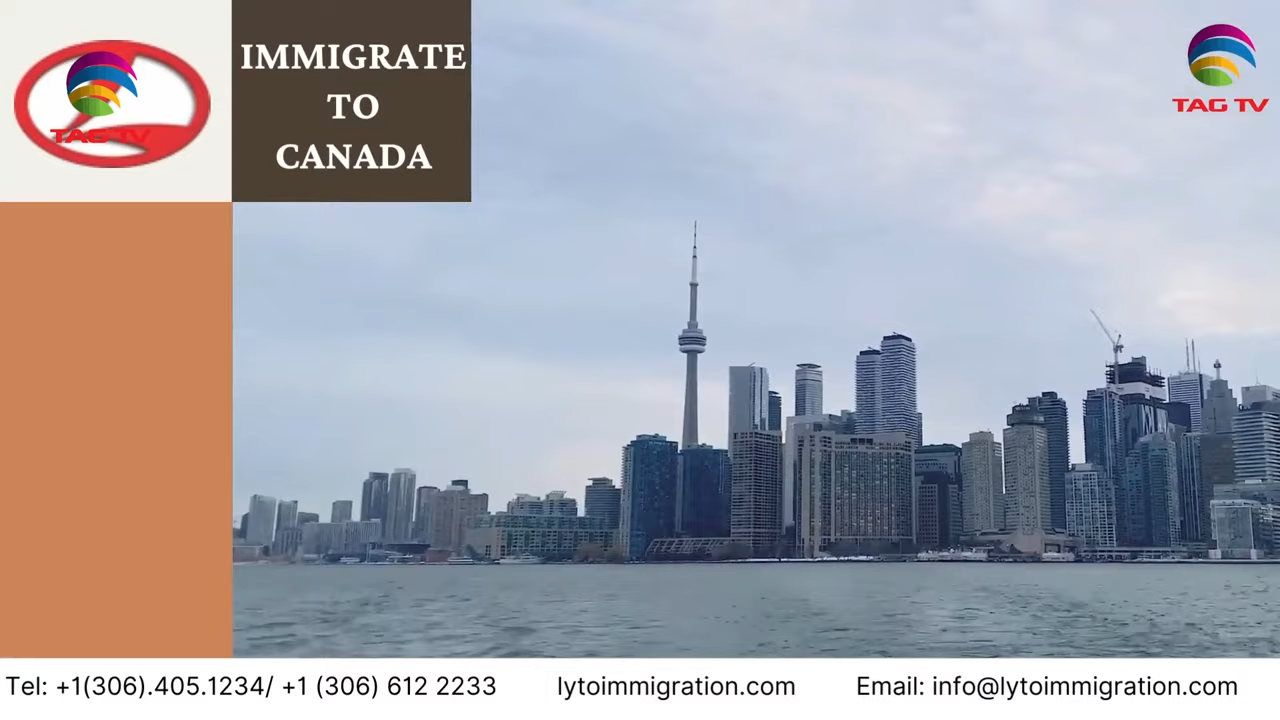 TAG TV
IMMIGRATE
TO
CANADA
TAG TV
Tel: +1(306).405.1234/ +1 (306) 612 2233
lytoimmigration.com
Email: info@lytoimmigration.com